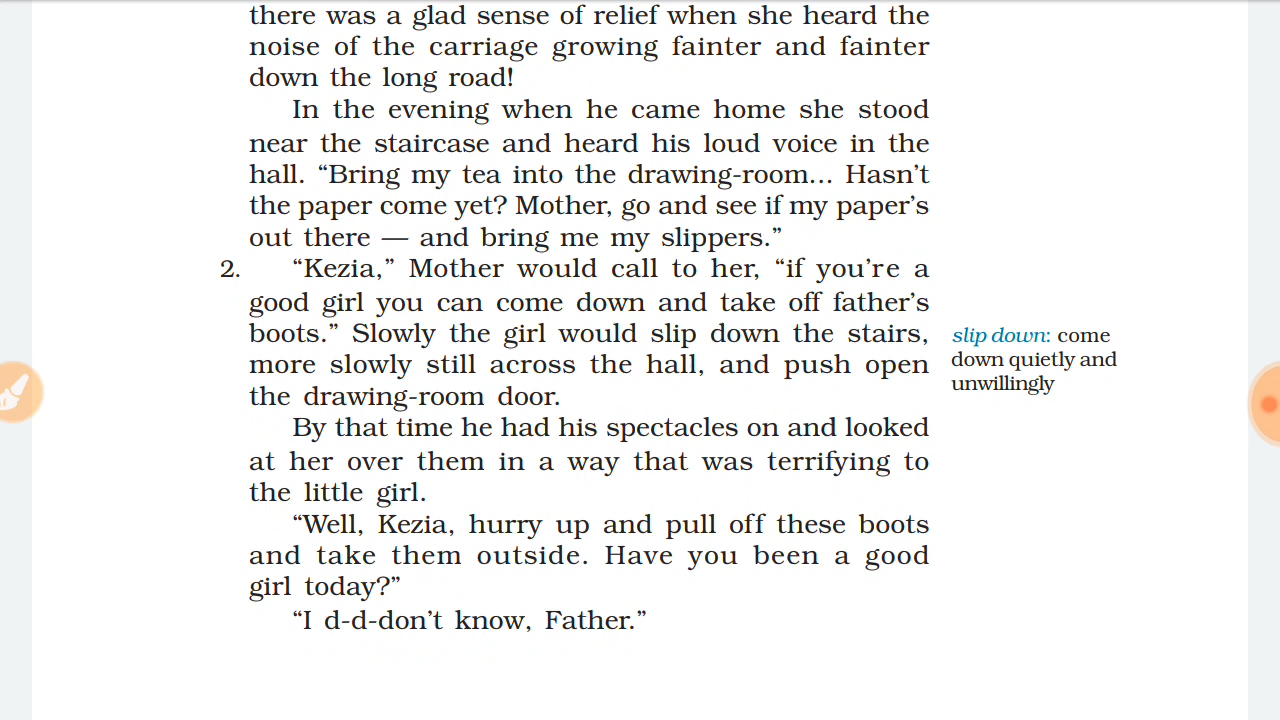 there was a glad sense of relief when she heard the
noise of the carriage growing fainter and fainter
down the long road!
In the evening when he came home she stood
near the staircase and heard his loud voice in the
hall. “Bring my tea into the drawing-room... Hasn’t
the paper come yet? Mother, go and see if my paper’s
out there — and bring me my slippers.”
2. “Kezia,” Mother would call to her, “if you’re a
good girl you can come down and take off father’s
boots.” Slowly the girl would slip down the stairs,
more slowly still across the hall, and push open
the drawing-room door.
slip down: come
down quietly and
unwillingly
By that time he had his spectacles on and looked
at her over them in a way that was terrifying to
the little girl.
“Well, Kezia, hurry up and pull off these boots
and take them outside. Have you been a good
girl today?”
“I d-d-don’t know, Father.”